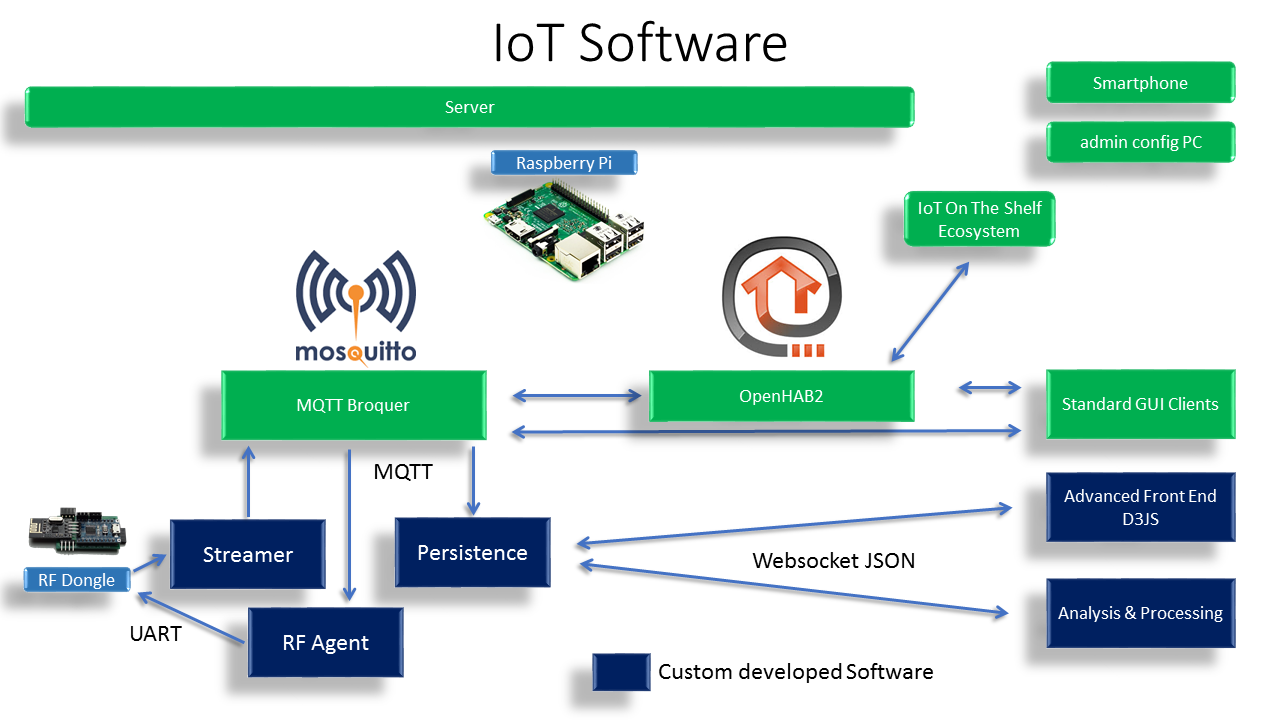 IoT Software
Server
Smartphone
admin config PC
Raspberry Pi
IoT On The Shelf
Ecosystem
mosquitto
MQTT Broquer
OpenHAB2
Standard GUI Clients
MQTT
Advanced Front End
D3JS
Streamer
Persistence
Websocket JSON
RF Dongle
Analysis & Processing
UART
RF Agent
Custom developed Software